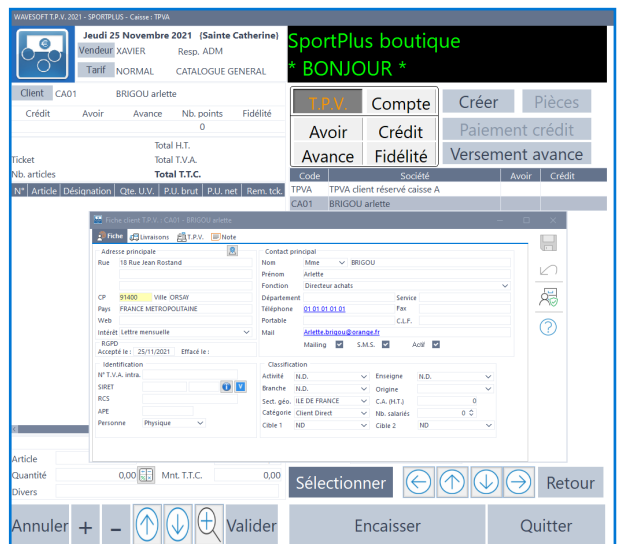 WAVESOFT T.P.V. 2021 - SPORTPLUS - Caisse : TPVA
Jeudi 25 Novembre 2021 (Sainte Catherine)
Vendeur XAVIER Resp. ADM
Tarif NORMAL CATALOGUE GENERAL
SportPlus boutique
* BONJOUR *
Client CA01 BRIGOU arlette
Crédit Avoir Avance Nb. points Fidélité
0
T.P.V. Compte Créer Pièces
Avoir Crédit Paiement crédit
Avance Fidélité Versement avance
Total H.T.
Ticket Total T.V.A.
Nb. articles Total T.T.C.
Code Société Avoir Crédit
TPVA TPVA client réservé caisse A
CA01 BRIGOU arlette
N° Article Désignation Qte. U.V. P.U. brut P.U. net Rem. tck.
Fiche client T.P.V. : CA01 - BRIGOU arlette
Fiche Livraisons T.P.V. Note
Adresse principale
Rue 18 Rue Jean Rostand
CP 91400 Ville ORSAY
Pays FRANCE METROPOLITAINE
Web
Intérêt Lettre mensuelle
RGPD
Accepté le : 25/11/2021 Effacé le :
Contact principal
Nom Mme BRIGOU
Prénom Arlette
Fonction Directeur achats
Département Service
Téléphone 01 01 01 01 01 Fax
Portable C.L.F.
Mail Arlette.brigou@orange.fr
Mailing S.M.S. Actif
Identification
N° T.V.A. intra.
SIRET
RCS
APE
Personne Physique
Classification
Activité N.D. Enseigne N.D.
Branche N.D. Origine
Sect. géo. ILE DE FRANCE C.A. (H.T.) 0
Catégorie Client Direct Nb. salariés 0
Cible 1 ND Cible 2 ND
Article
Quantité 0,00 Mnt. T.T.C. 0,00
Divers
Sélectionner Retour
Annuler + - Valider Encaisser Quitter